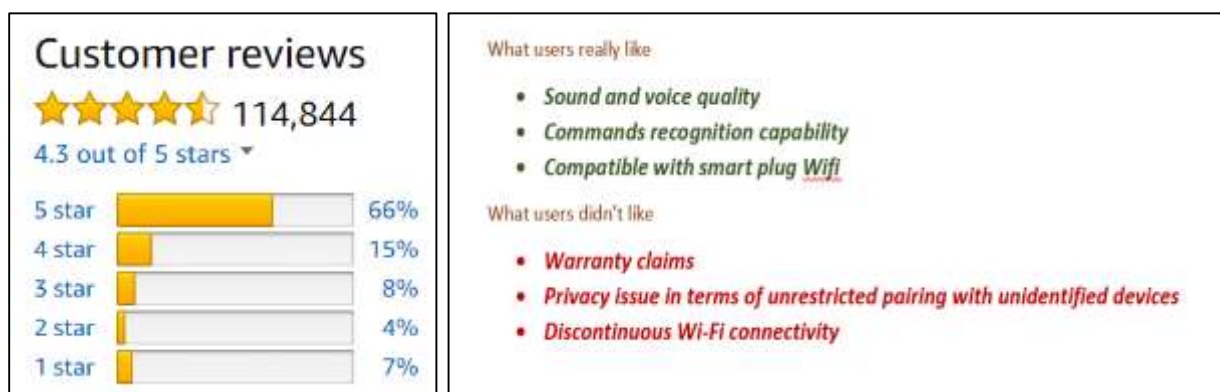 Customer reviews
114,844
4.3 out of 5 stars
5 star 66%
4 star 15%
3 star 8%
2 star 4%
1 star 7%
What users really like
• Sound and voice quality
• Commands recognition capability
• Compatible with smart plug Wifi
What users didn't like
• Warranty claims
• Privacy issue in terms of unrestricted pairing with unidentified devices
• Discontinuous Wi-Fi connectivity